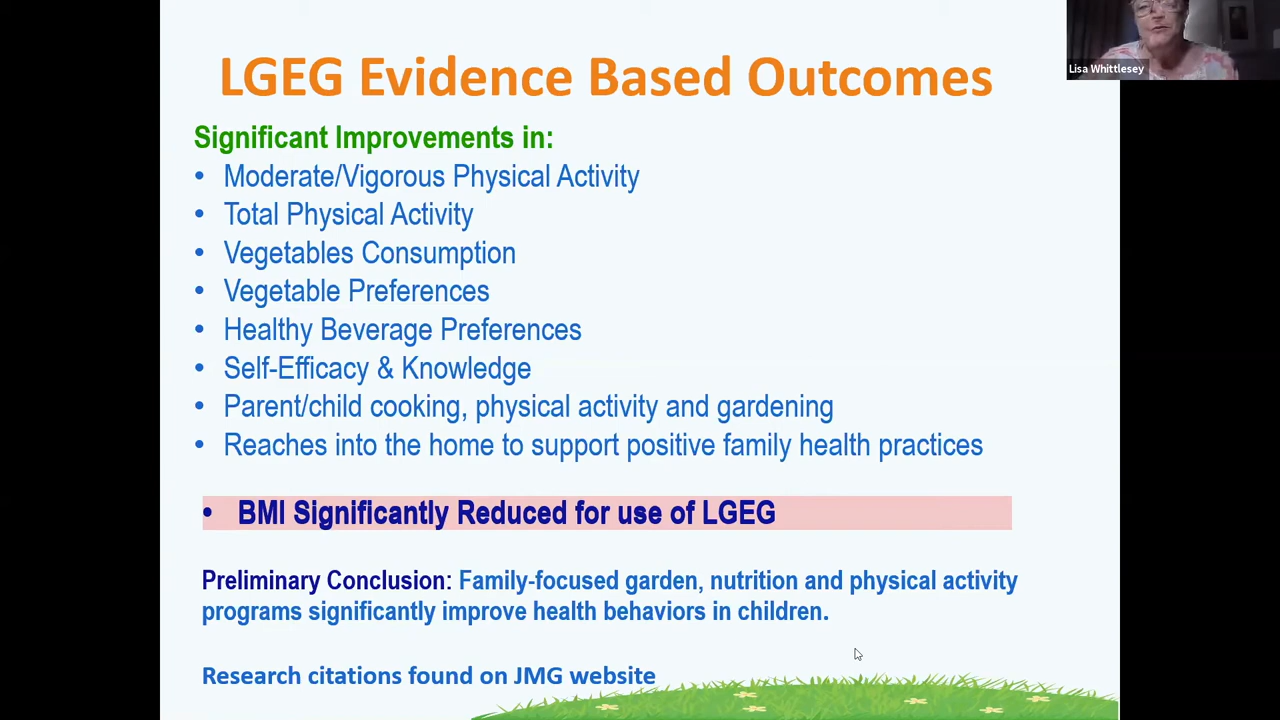 LGEG Evidence Based Outcomes
Lisa Whittlesey
Significant Improvements in:
• Moderate/Vigorous Physical Activity
• Total Physical Activity
• Vegetables Consumption
• Vegetable Preferences
• Healthy Beverage Preferences
• Self-Efficacy & Knowledge
• Parent/child cooking, physical activity and gardening
• Reaches into the home to support positive family health practices
• BMI Significantly Reduced for use of LGEG
Preliminary Conclusion: Family-focused garden, nutrition and physical activity
programs significantly improve health behaviors in children.
Research citations found on JMG website